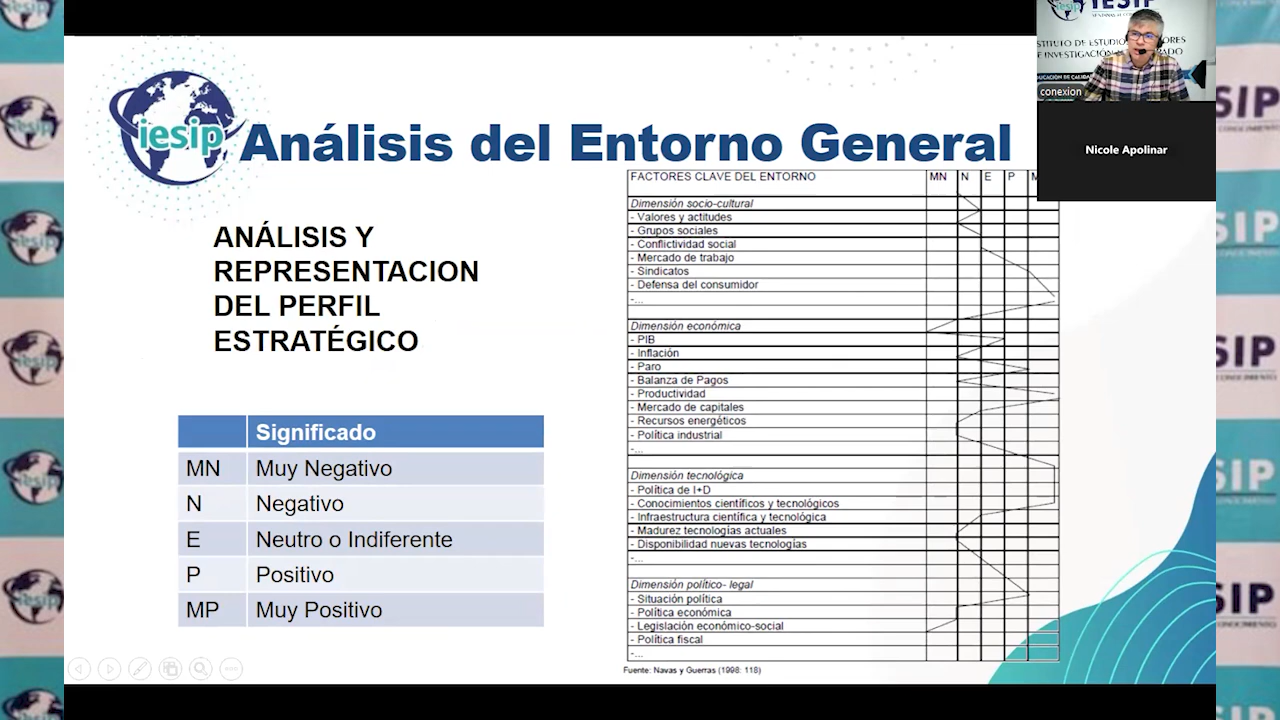 iesip
Análisis del Entorno General
ANÁLISIS Y
REPRESENTACION
DEL PERFIL
ESTRATÉGICO
Significado
MN Muy Negativo
N Negativo
E Neutro o Indiferente
P Positivo
MP Muy Positivo
FACTORES CLAVE DEL ENTORNO MN N E P
Dimensión socio-cultural
- Valores y actitudes
- Grupos sociales
- Conflictividad social
- Mercado de trabajo
- Sindicatos
- Defensa del consumidor
-...
Dimensión económica
- PIB
- Inflación
- Paro
- Balanza de Pagos
- Productividad
- Mercado de capitales
- Recursos energéticos
- Política industrial
-...
Dimensión tecnológica
- Política de I+D
- Conocimientos científicos y tecnológicos
- Infraestructura científica y tecnológica
- Madurez tecnologías actuales
- Disponibilidad nuevas tecnologías
-...
Dimensión político- legal
- Situación política
- Política económica
- Legislación económico-social
- Política fiscal
-...
Fuente: Navas y Guerras (1998: 118)
conexion
Nicole Apolinar